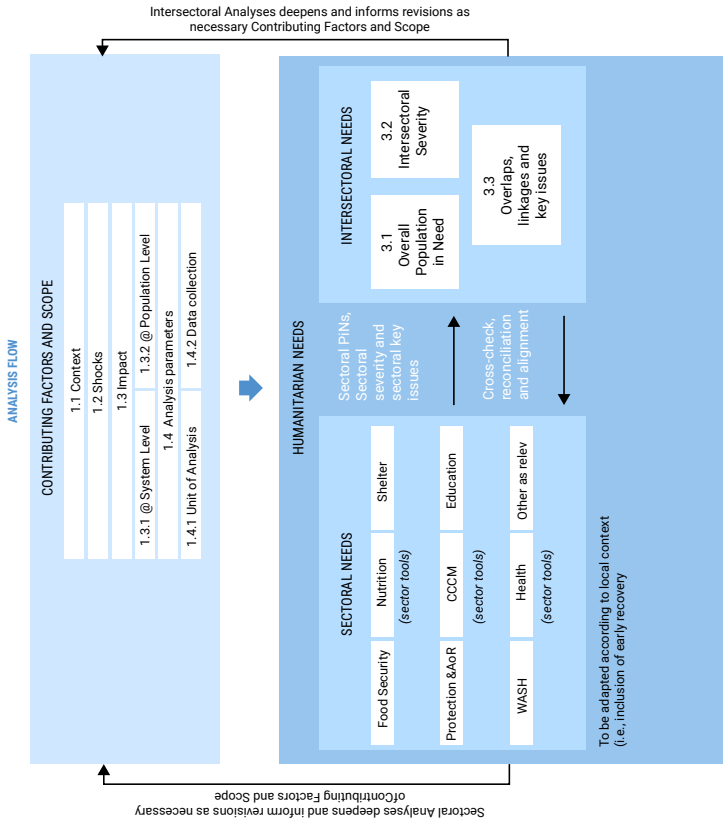 ANALYSIS FLOW
CONTRIBUTING FACTORS AND SCOPE
1.1 Context
1.2 Shocks
1.3 Impact
1.3.1 @ System Level
1.3.2 @ Population Level
1.4 Analysis parameters
1.4.1 Unit of Analysis
1.4.2 Data collection
HUMANITARIAN NEEDS
SECTORAL NEEDS
Food Security
Nutrition
Shelter
(sector tools)
Protection &AoR
CCCM
Education
(sector tools)
WASH
Health
Other as relev
(sector tools)
To be adapted according to local context
(i.e., inclusion of early recovery
Sectoral PiNs,
Sectoral
severity and
sectoral key
issues
Cross-check,
reconciliation
and alignment
INTERSECTORAL NEEDS
3.1
Overall
Population
in Need
3.2
Intersectoral
Severity
3.3
Overlaps,
linkages and
key issues
Sectoral Analyses deepens and inform revisions as necessary
ofContributing Factors and Scope
Intersectoral Analyses deepens and informs revisions as
necessary Contributing Factors and Scope